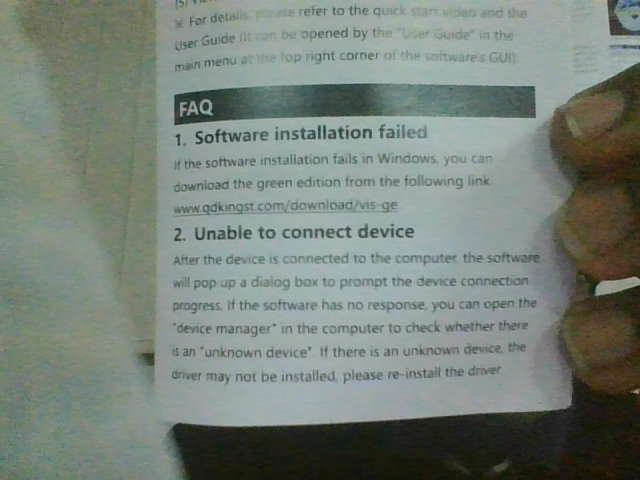 (5) View
※ For details, please refer to the quick start video and the
User Guide (It can be opened by the "User Guide" in the
main menu at the top right corner of the software's GUI).
FAQ
1. Software installation failed
If the software installation fails in Windows, you can
download the green edition from the following link.
www.qdkingst.com/download/vis-ge
2. Unable to connect device
After the device is connected to the computer, the software
will pop up a dialog box to prompt the device connection
progress. If the software has no response, you can open the
"device manager" in the computer to check whether there
is an "unknown device". If there is an unknown device, the
driver may not be installed, please re-install the driver.